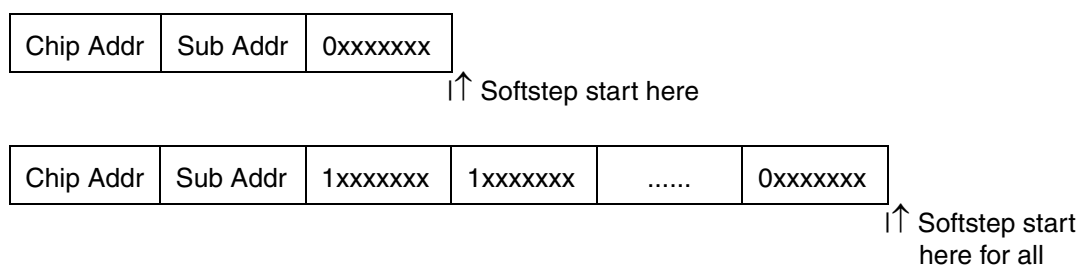 Chip Addr Sub Addr 0xxxxxxx
↑ Softstep start here
Chip Addr Sub Addr 1xxxxxxx 1xxxxxxx ...... 0xxxxxxx
↑ Softstep start
here for all